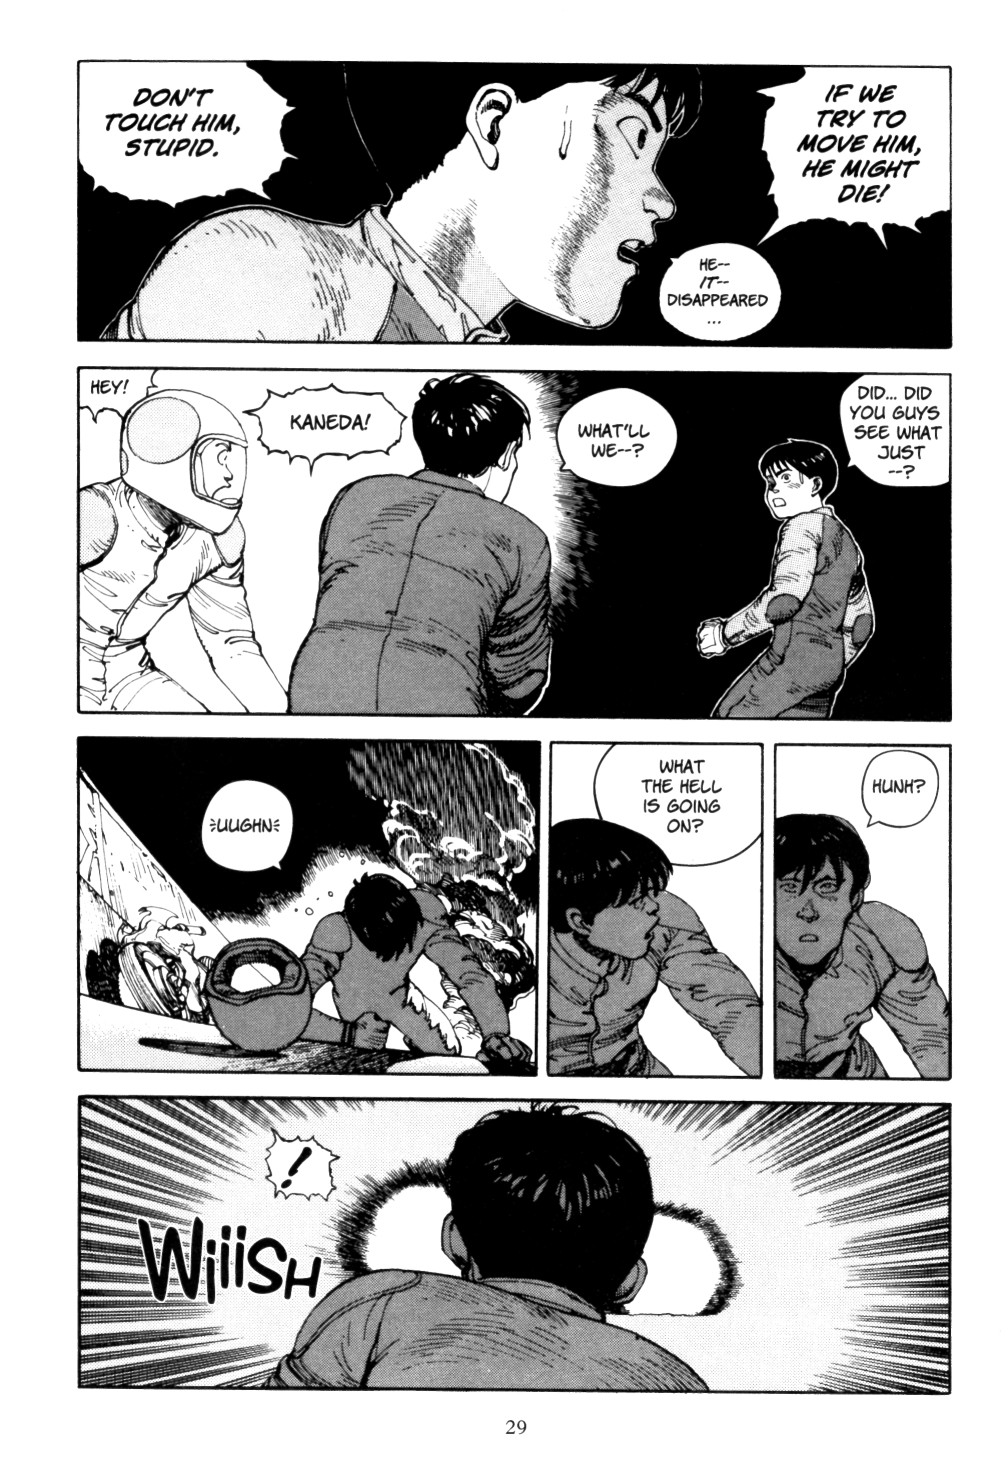 DON'T
TOUCH HIM,
STUPID.
IF WE
TRY TO
MOVE HIM,
HE MIGHT
DIE!
HE--
IT--
DISAPPEARED
...
HEY!
KANEDA!
WHAT'LL
WE--?
DID... DID
YOU GUYS
SEE WHAT
JUST
--?
UUGHN
WHAT
THE HELL
IS GOING
ON?
HUNH?
!
WiiiSH
29